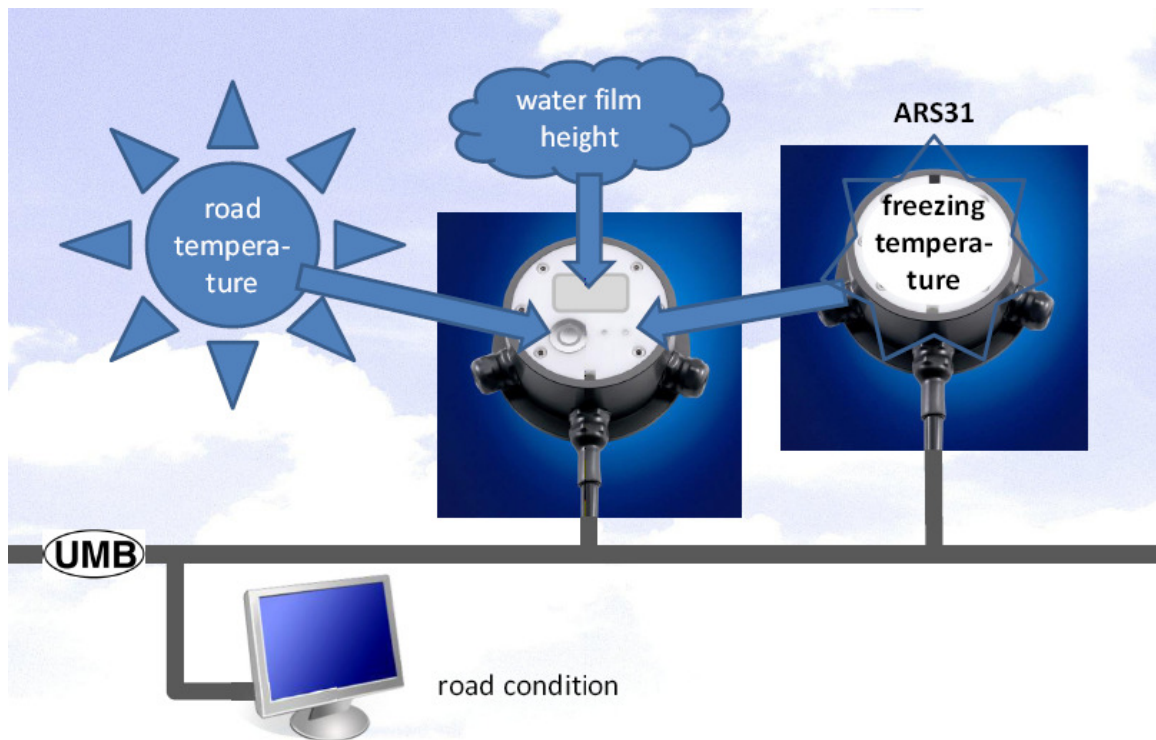 water film
height
ARS31
road
tempera-
ture
freezing
tempera-
ture
UMB
road condition